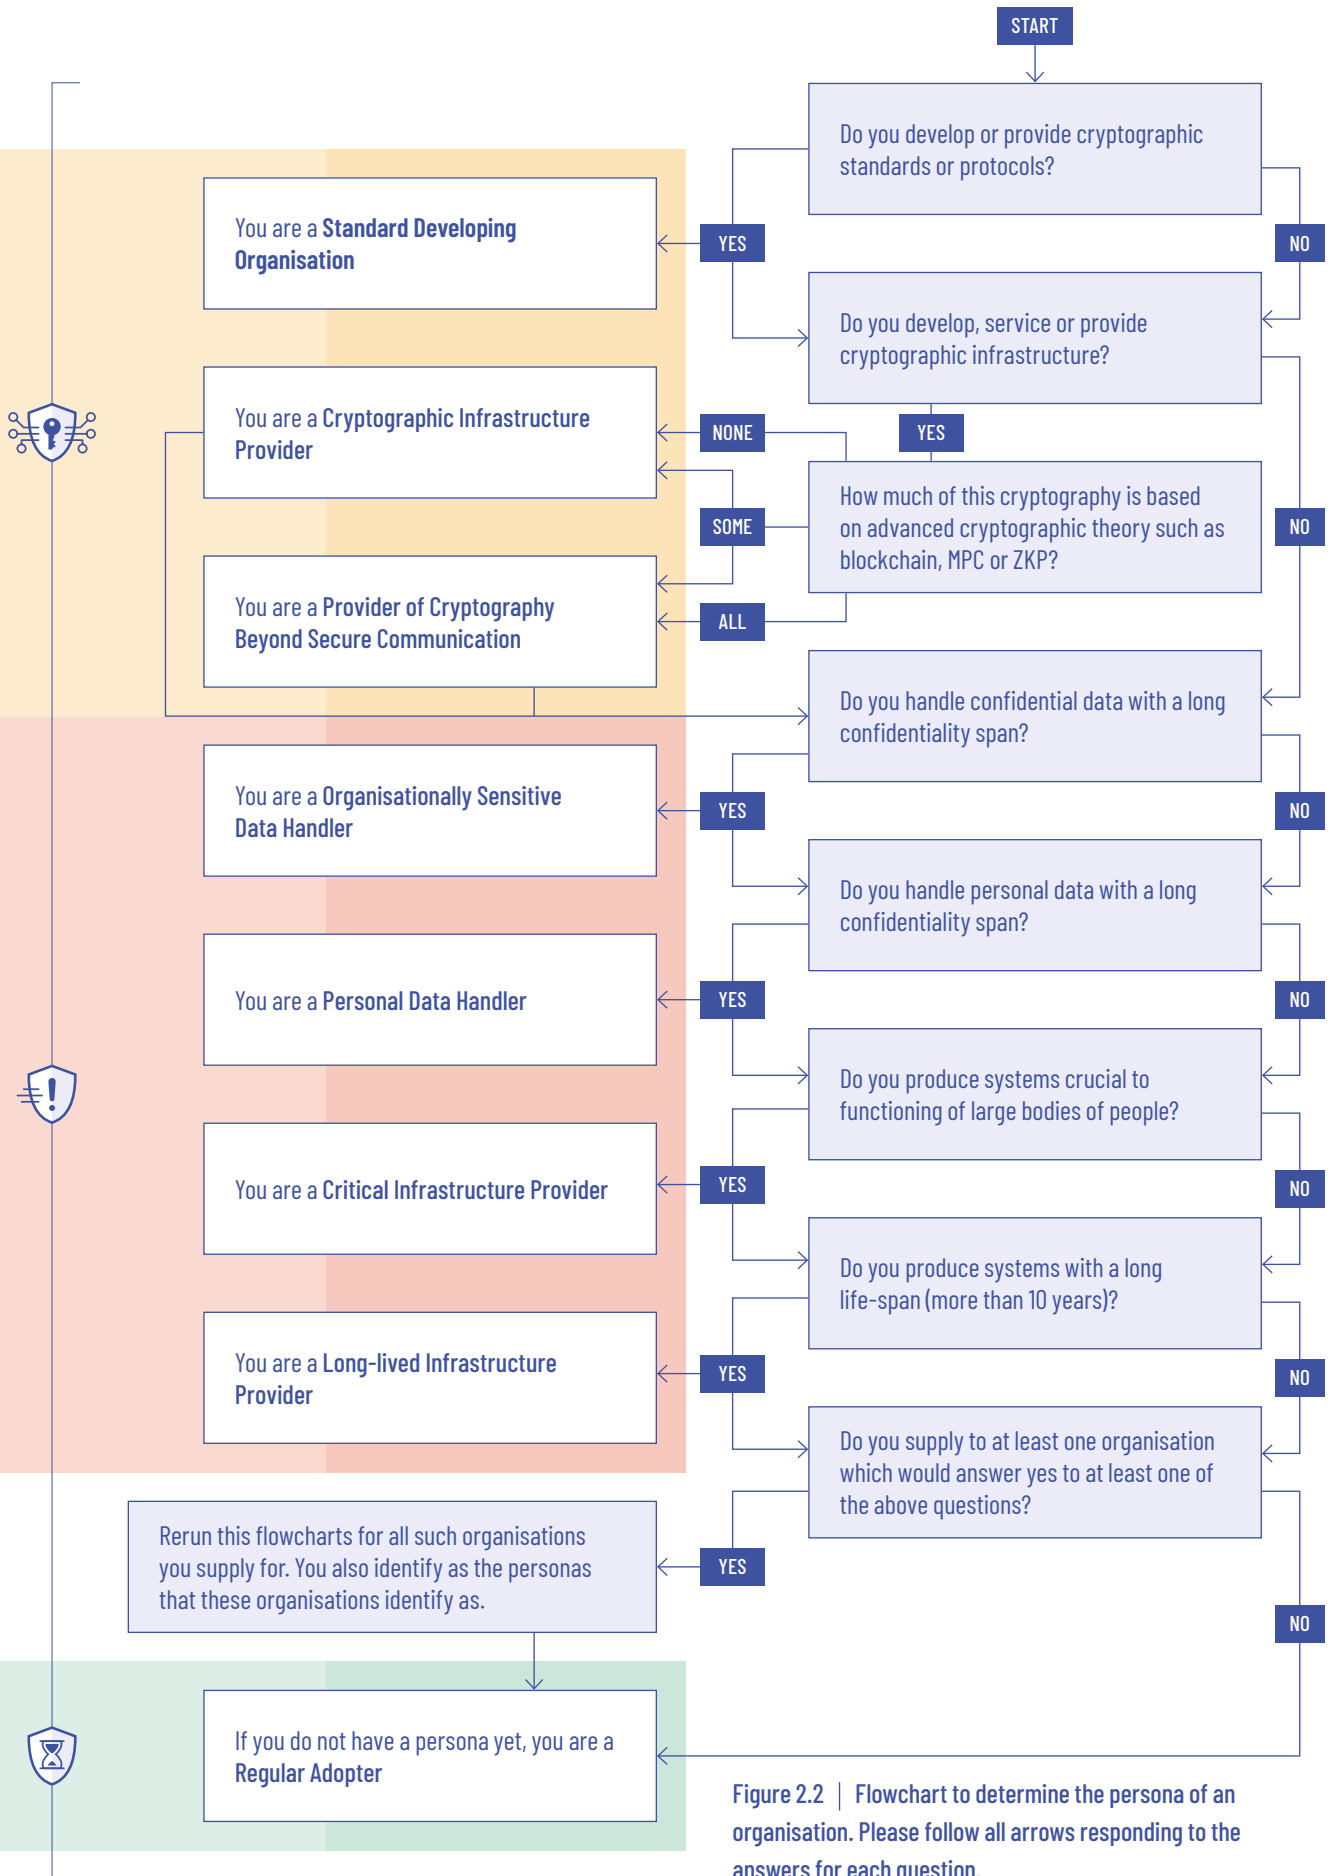 START
Do you develop or provide cryptographic
standards or protocols?
You are a Standard Developing
Organisation
YES
NO
Do you develop, service or provide
cryptographic infrastructure?
You are a Cryptographic Infrastructure
Provider
NONE
YES
How much of this cryptography is based
on advanced cryptographic theory such as
blockchain, MPC or ZKP?
SOME
NO
You are a Provider of Cryptography
Beyond Secure Communication
ALL
Do you handle confidential data with a long
confidentiality span?
You are a Organisationally Sensitive
Data Handler
YES
NO
Do you handle personal data with a long
confidentiality span?
You are a Personal Data Handler
YES
NO
Do you produce systems crucial to
functioning of large bodies of people?
You are a Critical Infrastructure Provider
YES
NO
Do you produce systems with a long
life-span (more than 10 years)?
You are a Long-lived Infrastructure
Provider
YES
NO
Do you supply to at least one organisation
which would answer yes to at least one of
the above questions?
Rerun this flowcharts for all such organisations
you supply for. You also identify as the personas
that these organisations identify as.
YES
NO
If you do not have a persona yet, you are a
Regular Adopter
Figure 2.2 | Flowchart to determine the persona of an
organisation. Please follow all arrows responding to the
answers for each question.